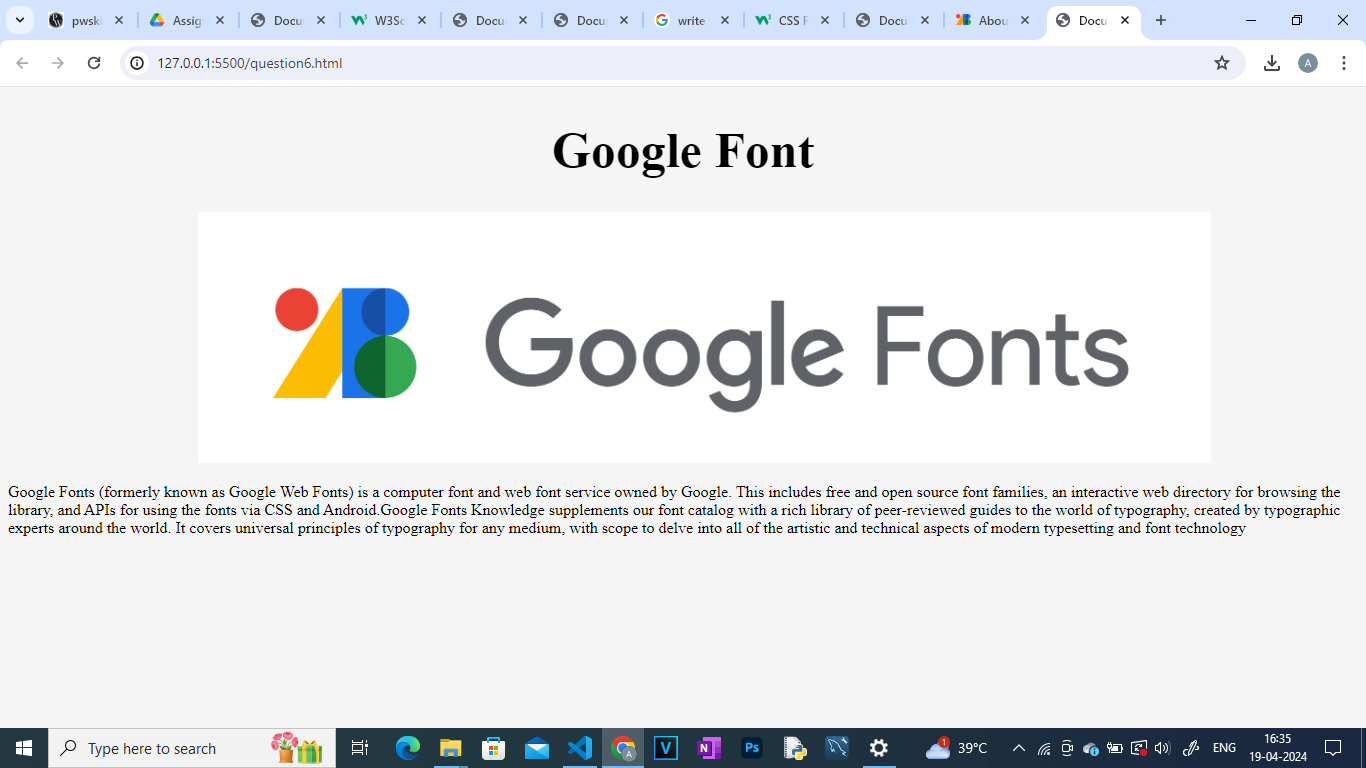 pwski
Assig
Docu
W3Sc
Docu
Docu
write
CSS F
Docu
Abou
Docu
127.0.0.1:5500/question6.html
A
Google Font
Google Fonts
Google Fonts (formerly known as Google Web Fonts) is a computer font and web font service owned by Google. This includes free and open source font families, an interactive web directory for browsing the
library, and APIs for using the fonts via CSS and Android.Google Fonts Knowledge supplements our font catalog with a rich library of peer-reviewed guides to the world of typography, created by typographic
experts around the world. It covers universal principles of typography for any medium, with scope to delve into all of the artistic and technical aspects of modern typesetting and font technology
Type here to search
A
V
N
Ps
1
39°C
ENG
16:35
19-04-2024